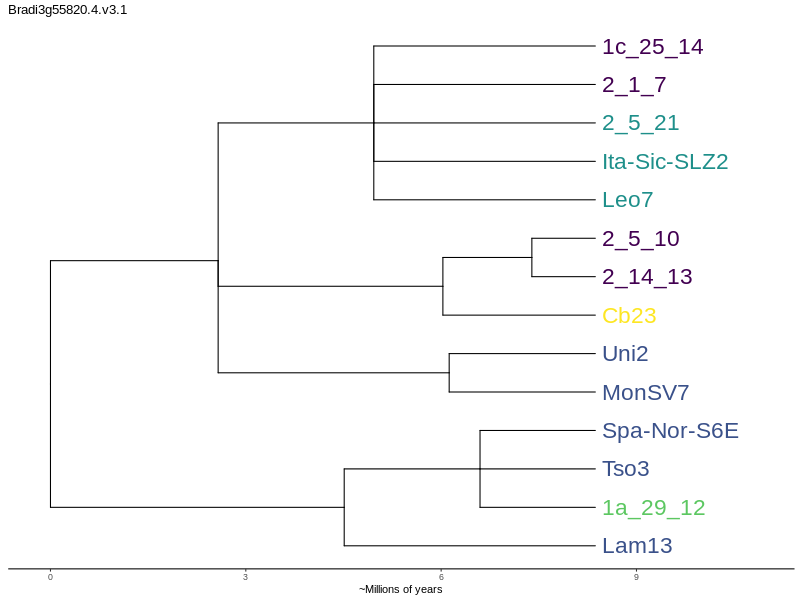 Bradi3g55820.4.v3.1
1c_25_14
2_1_7
2_5_21
Ita-Sic-SLZ2
Leo7
2_5_10
2_14_13
Cb23
Uni2
MonSV7
Spa-Nor-S6E
Tso3
1a_29_12
Lam13
0 3 6 9
~Millions of years